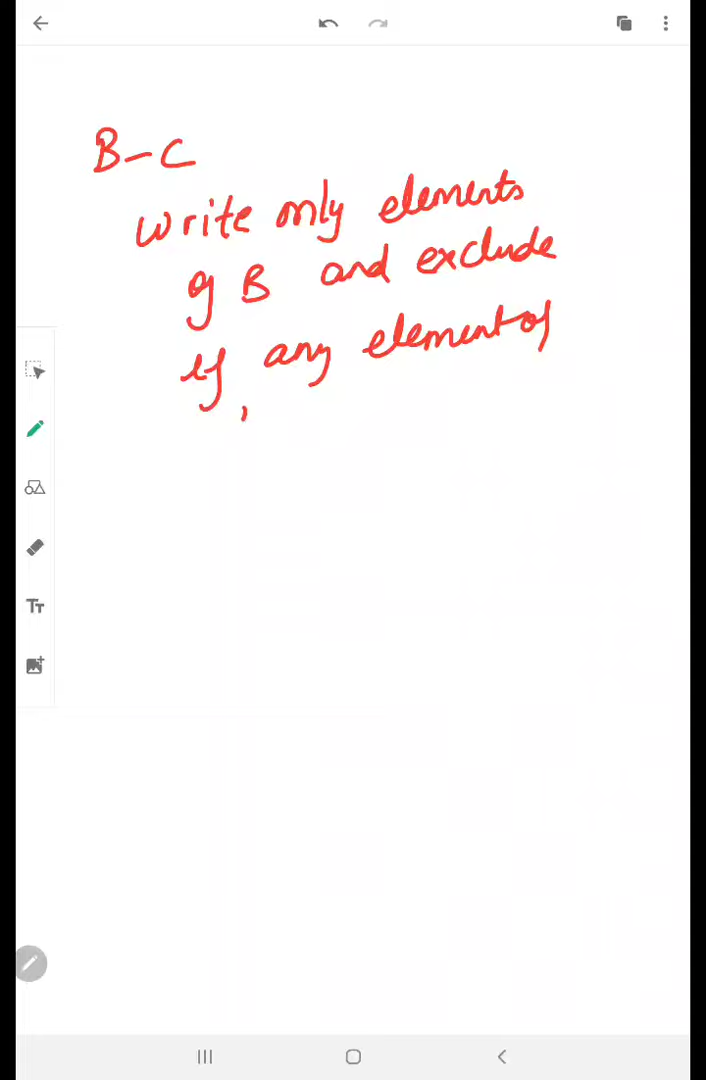 B-C
Write only elements
of B and exclude
if any element of